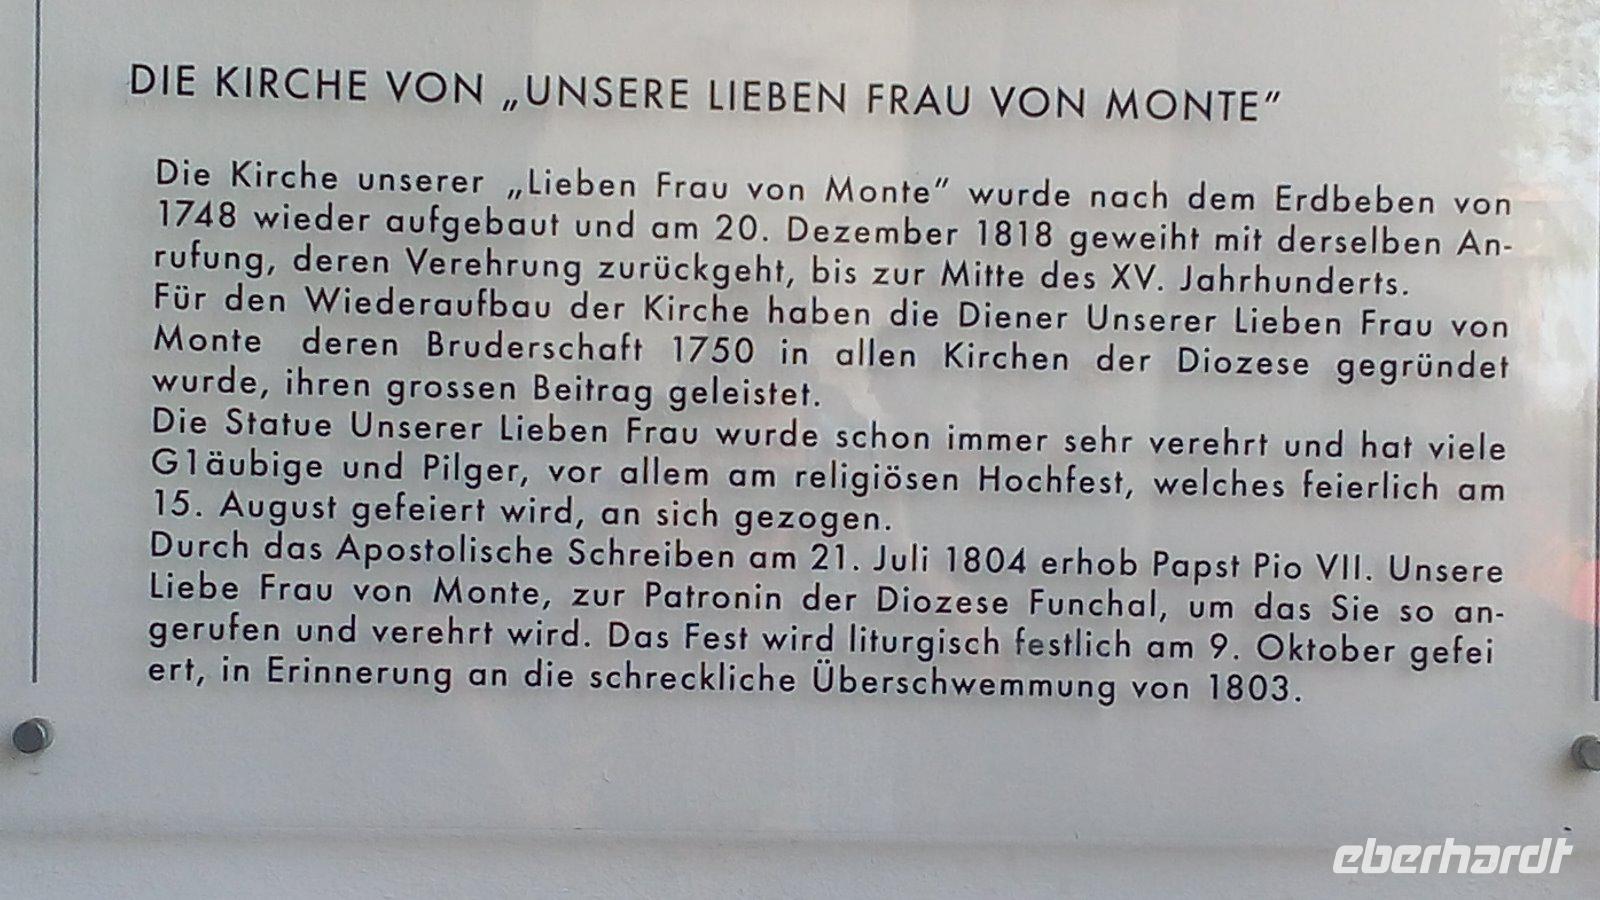 DIE KIRCHE VON „UNSERE LIEBEN FRAU VON MONTE”
Die Kirche unserer „Lieben Frau von Monte” wurde nach dem Erdbeben von
1748 wieder aufgebaut und am 20. Dezember 1818 geweiht mit derselben An-
rufung, deren Verehrung zurückgeht, bis zur Mitte des XV. Jahrhunderts.
Für den Wiederaufbau der Kirche haben die Diener Unserer Lieben Frau von
Monte deren Bruderschaft 1750 in allen Kirchen der Diozese gegründet
wurde, ihren grossen Beitrag geleistet.
Die Statue Unserer Lieben Frau wurde schon immer sehr verehrt und hat viele
G1äubige und Pilger, vor allem am religiösen Hochfest, welches feierlich am
15. August gefeiert wird, an sich gezogen.
Durch das Apostolische Schreiben am 21. Juli 1804 erhob Papst Pio VII. Unsere
Liebe Frau von Monte, zur Patronin der Diozese Funchal, um das Sie so an-
gerufen und verehrt wird. Das Fest wird liturgisch festlich am 9. Oktober gefei
ert, in Erinnerung an die schreckliche Überschwemmung von 1803.
eberhardt